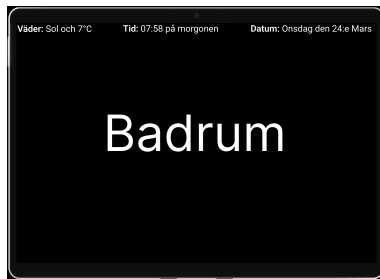 Väder: Sol och 7°C Tid: 07:58 på morgonen Datum: Onsdag den 24:e Mars
Badrum